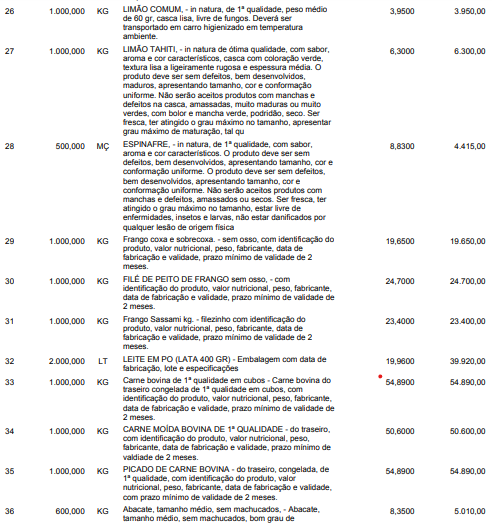 26 1.000,000 KG LIMÃO COMUM, - in natura, de 1ª qualidade, peso médio 3,9500 3.950,00
de 60 gr, casca lisa, livre de fungos. Deverá ser
transportado em carro higienizado em temperatura
ambiente.
27 1.000,000 KG LIMÃO TAHITI, - in natura de ótima qualidade, com sabor, 6,3000 6.300,00
aroma e cor característicos, casca com coloração verde,
textura lisa a ligeiramente rugosa e espessura média. O
produto deve ser sem defeitos, bem desenvolvidos,
maduros, apresentando tamanho, cor e conformação
uniforme. Não serão aceitos produtos com manchas e
defeitos na casca, amassadas, muito maduras ou muito
verdes, com bolor e mancha verde, podridão, seco. Ser
fresca, ter atingido o grau máximo no tamanho, apresentar
grau máximo de maturação, tal qu
28 500,000 MÇ ESPINAFRE, - in natura, de 1ª qualidade, com sabor, 8,8300 4.415,00
aroma e cor característicos. O produto deve ser sem
defeitos, bem desenvolvidos, apresentando tamanho, cor e
conformação uniforme. O produto deve ser sem defeitos,
bem desenvolvidos, apresentando tamanho, cor e
conformação uniforme. Não serão aceitos produtos com
manchas e defeitos, amassados ou secos. Ser fresca, ter
atingido o grau máximo no tamanho, estar livre de
enfermidades, insetos e larvas, não estar danificados por
qualquer lesão de origem física
29 1.000,000 KG Frango coxa e sobrecoxa. - sem osso, com identificação do 19,6500 19.650,00
produto, valor nutricional, peso, fabricante, data de
fabricação e validade, prazo mínimo de validade de 2
meses.
30 1.000,000 KG FILÉ DE PEITO DE FRANGO sem osso, - com 24,7000 24.700,00
identificação do produto, valor nutricional, peso, fabricante,
data de fabricação e validade, prazo mínimo de validade de
2 meses.
31 1.000,000 KG Frango Sassami kg. - filezinho com identificação do 23,4000 23.400,00
produto, valor nutricional, peso, fabricante, data de
fabricação e validade, prazo mínimo de validade de 2
meses.
32 2.000,000 LT LEITE EM PO (LATA 400 GR) - Embalagem com data de 19,9600 39.920,00
fabricação, lote e especificações
33 1.000,000 KG Carne bovina de 1ª qualidade em cubos - Carne bovina do 54,8900 54.890,00
traseiro congelada de 1ª qualidade em cubos, com
identificação do produto, valor nutricional, peso, fabricante,
data de fabricação e validade, prazo mínimo de validade de
2 meses.
34 1.000,000 KG CARNE MOÍDA BOVINA DE 1ª QUALIDADE - do traseiro, 50,6000 50.600,00
com identificação do produto, valor nutricional, peso,
fabricante, data de fabricação e validade, prazo mínimo de
valdiade de 2 meses.
35 1.000,000 KG PICADO DE CARNE BOVINA - do traseiro, congelada, de 54,8900 54.890,00
1ª qualidade, com identificação do produto, valor
nutricional, peso, fabricante, data de fabricação e validade,
com prazo mínimo de validade de 2 meses.
36 600,000 KG Abacate, tamanho médio, sem machucados, - Abacate, 8,3500 5.010,00
tamanho médio, sem machucados, bom grau de